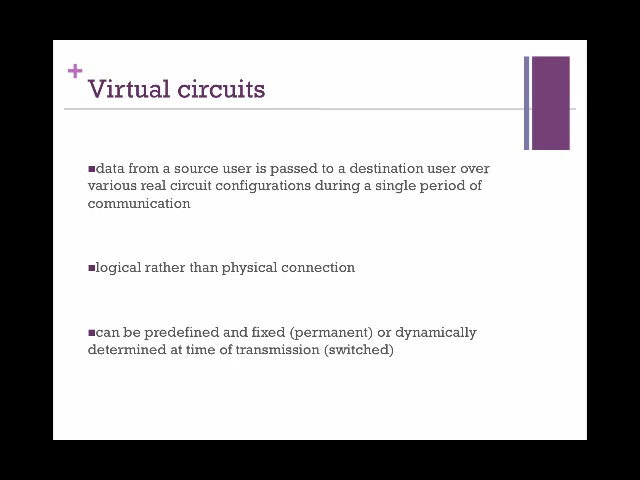 +
Virtual circuits
■data from a source user is passed to a destination user over
various real circuit configurations during a single period of
communication
■logical rather than physical connection
■can be predefined and fixed (permanent) or dynamically
determined at time of transmission (switched)